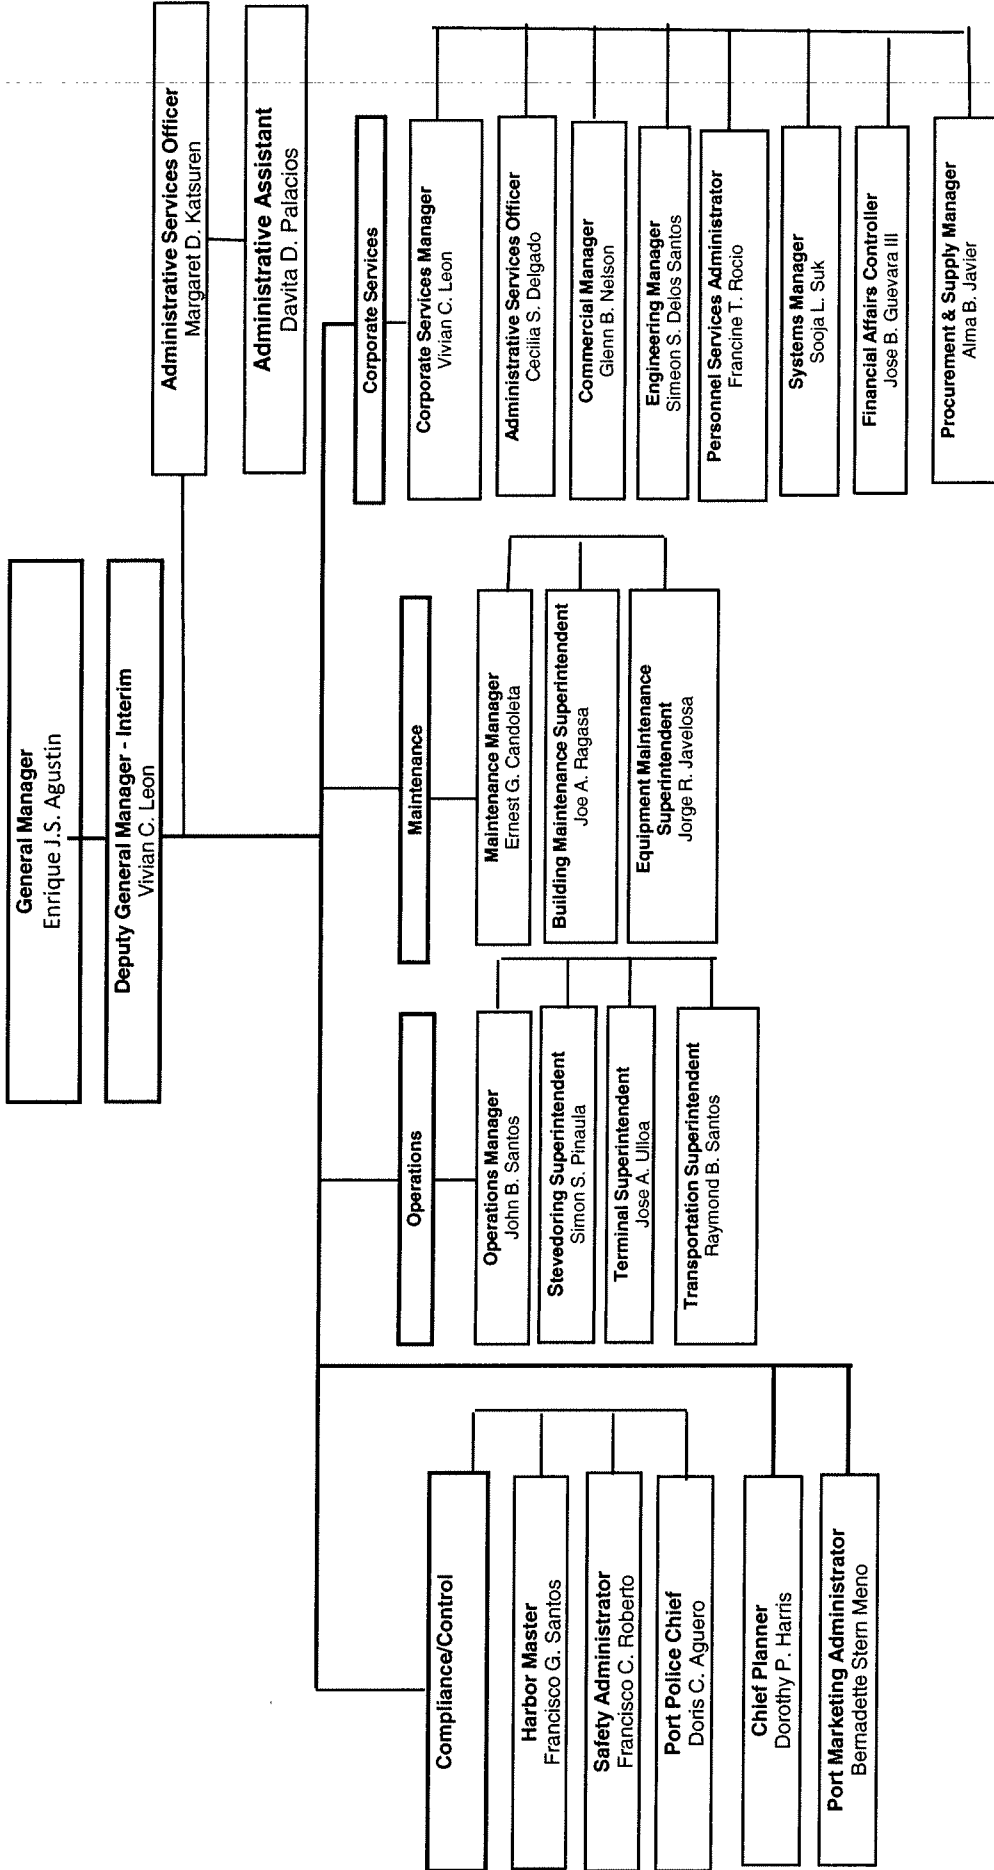 General Manager
Enrique J.S. Agustin
Deputy General Manager - Interim
Vivian C. Leon
Administrative Services Officer
Margaret D. Katsuren
Administrative Assistant
Davita D. Palacios
Compliance/Control
Harbor Master
Francisco G. Santos
Safety Administrator
Francisco C. Roberto
Port Police Chief
Doris C. Aguero
Chief Planner
Dorothy P. Harris
Port Marketing Administrator
Bernadette Stern Meno
Operations
Operations Manager
John B. Santos
Stevedoring Superintendent
Simon S. Pinaula
Terminal Superintendent
Jose A. Ulloa
Transportation Superintendent
Raymond B. Santos
Maintenance
Maintenance Manager
Ernest G. Candoleta
Building Maintenance Superintendent
Joe A. Ragasa
Equipment Maintenance
Superintendent
Jorge R. Javelosa
Corporate Services
Corporate Services Manager
Vivian C. Leon
Administrative Services Officer
Cecilia S. Delgado
Commercial Manager
Glenn B. Nelson
Engineering Manager
Simeon S. Delos Santos
Personnel Services Administrator
Francine T. Rocio
Systems Manager
Sooja L. Suk
Financial Affairs Controller
Jose B. Guevara III
Procurement & Supply Manager
Alma B. Javier